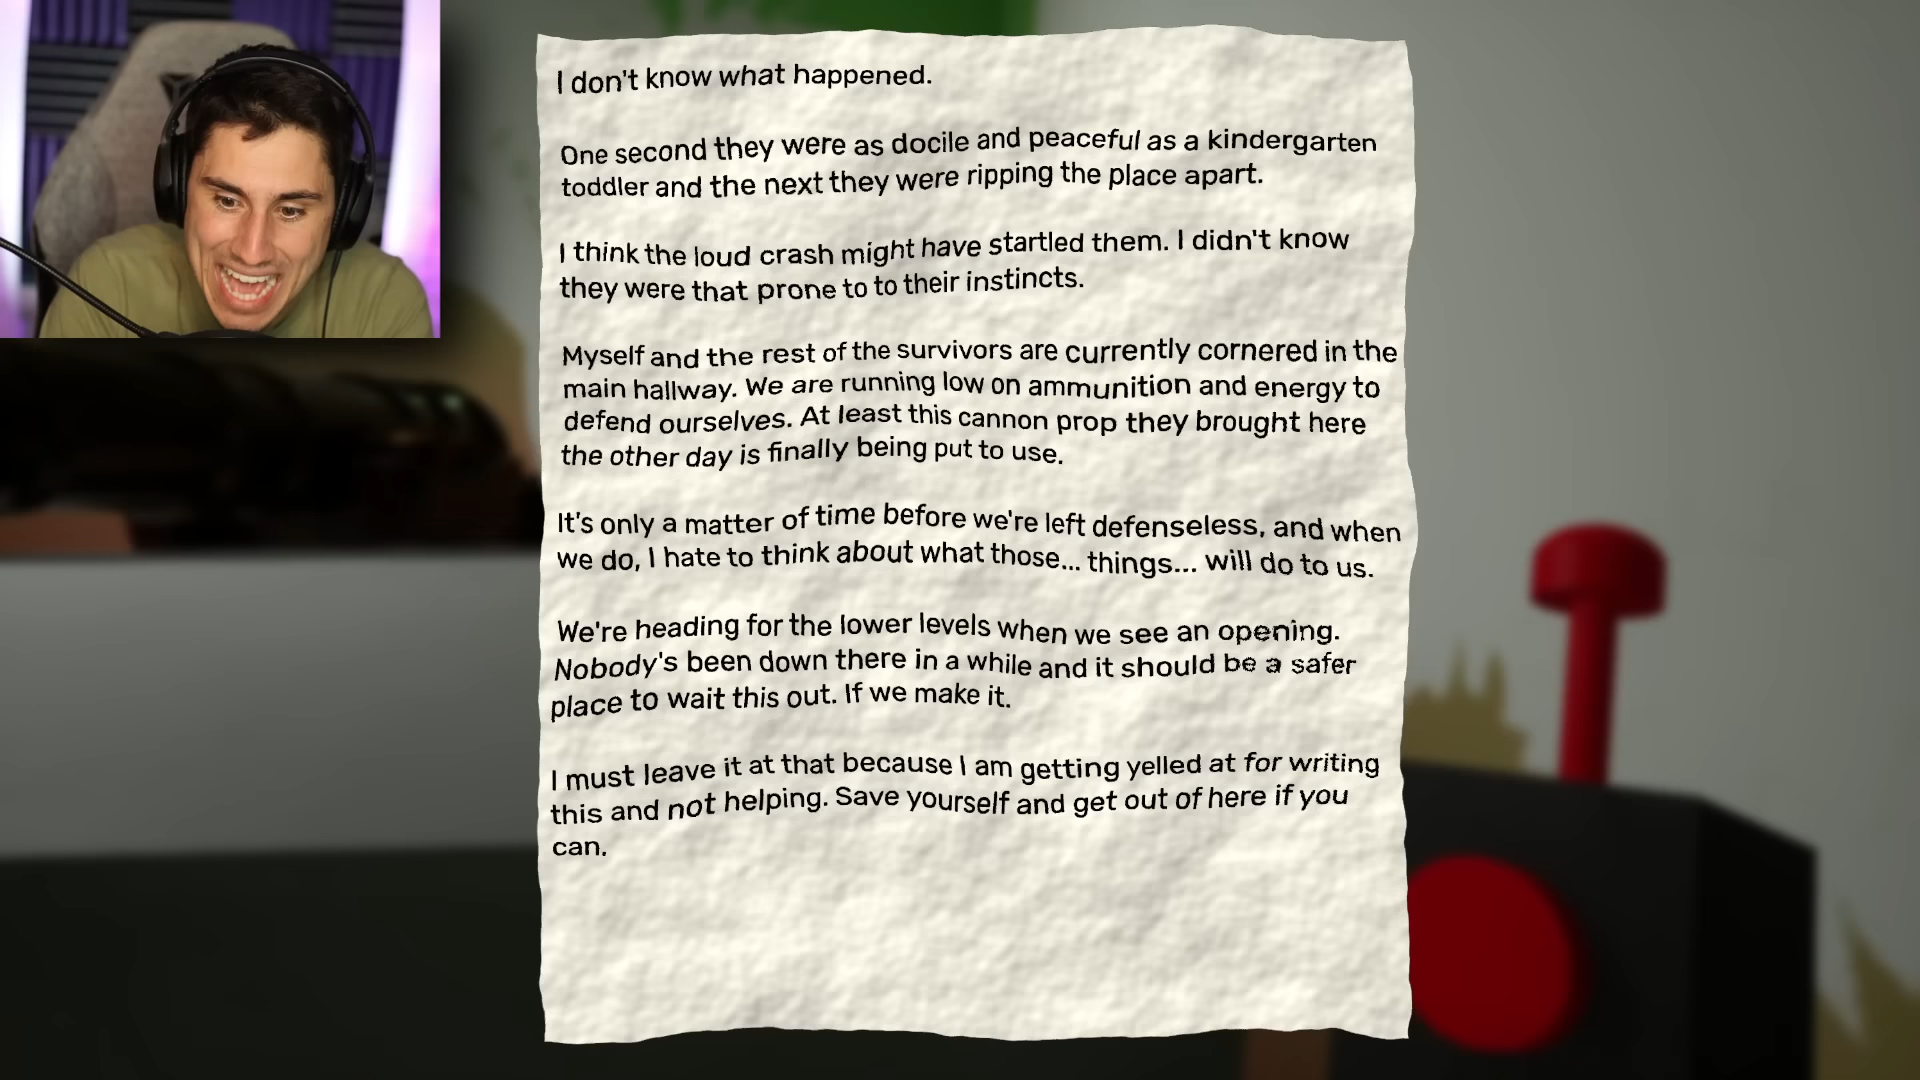 I don't know what happened.
One second they were as docile and peaceful as a kindergarten
toddler and the next they were ripping the place apart.
I think the loud crash might have startled them. I didn't know
they were that prone to to their instincts.
Myself and the rest of the survivors are currently cornered in the
main hallway. We are running low on ammunition and energy to
defend ourselves. At least this cannon prop they brought here
the other day is finally being put to use.
It's only a matter of time before we're left defenseless, and when
we do, I hate to think about what those... things... will do to us.
We're heading for the lower levels when we see an opening.
Nobody's been down there in a while and it should be a safer
place to wait this out. If we make it.
I must leave it at that because I am getting yelled at for writing
this and not helping. Save yourself and get out of here if you
can.